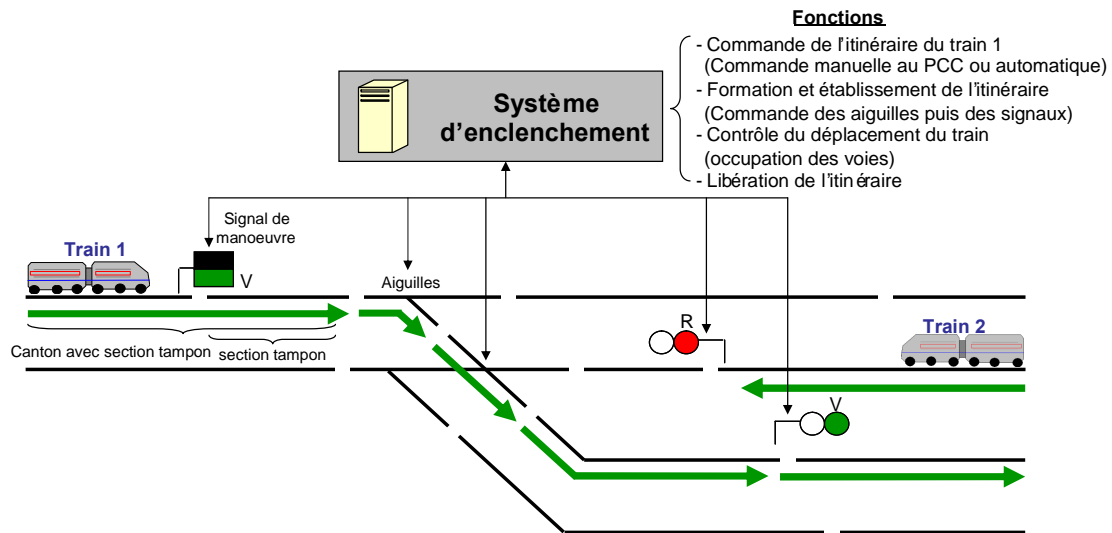 Fonctions
- Commande de l'itinéraire du train 1
(Commande manuelle au PCC ou automatique)
- Formation et établissement de l'itinéraire
(Commande des aiguilles puis des signaux)
- Contrôle du déplacement du train
(occupation des voies)
- Libération de l'itinéraire
Système
d'enclenchement
Signal de
manoeuvre
Train 1
V
Aiguilles
R
Train 2
Canton avec section tampon
section tampon
V